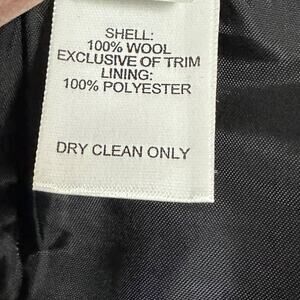 SHELL:
100% WOOL
EXCLUSIVE OF TRIM
LINING:
100% POLYESTER
DRY CLEAN ONLY